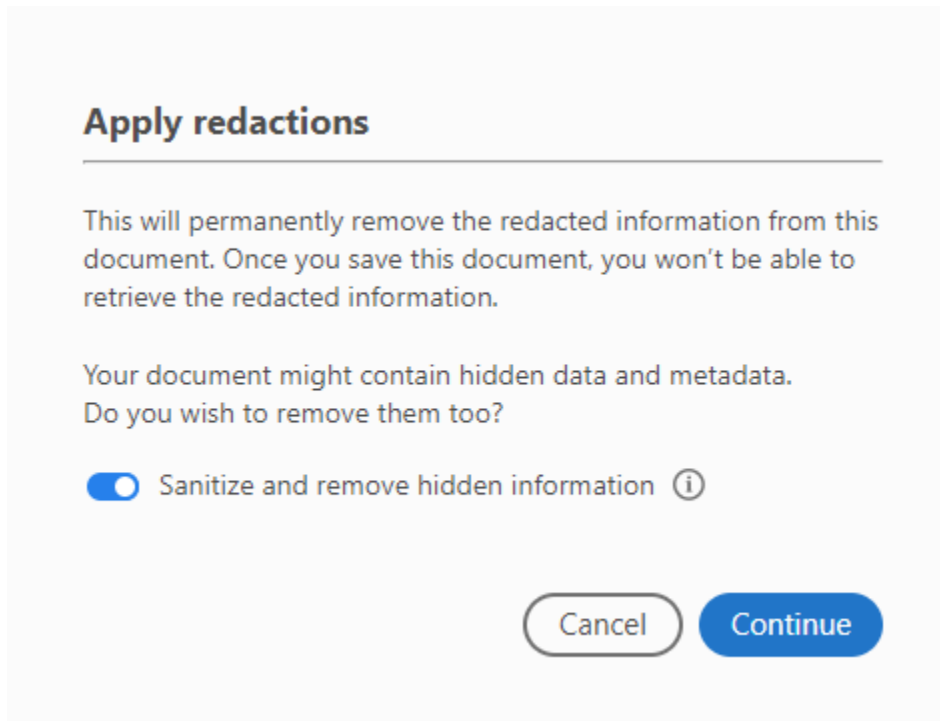 Apply redactions
This will permanently remove the redacted information from this
document. Once you save this document, you won’t be able to
retrieve the redacted information.
Your document might contain hidden data and metadata.
Do you wish to remove them too?
Sanitize and remove hidden information
Cancel
Continue